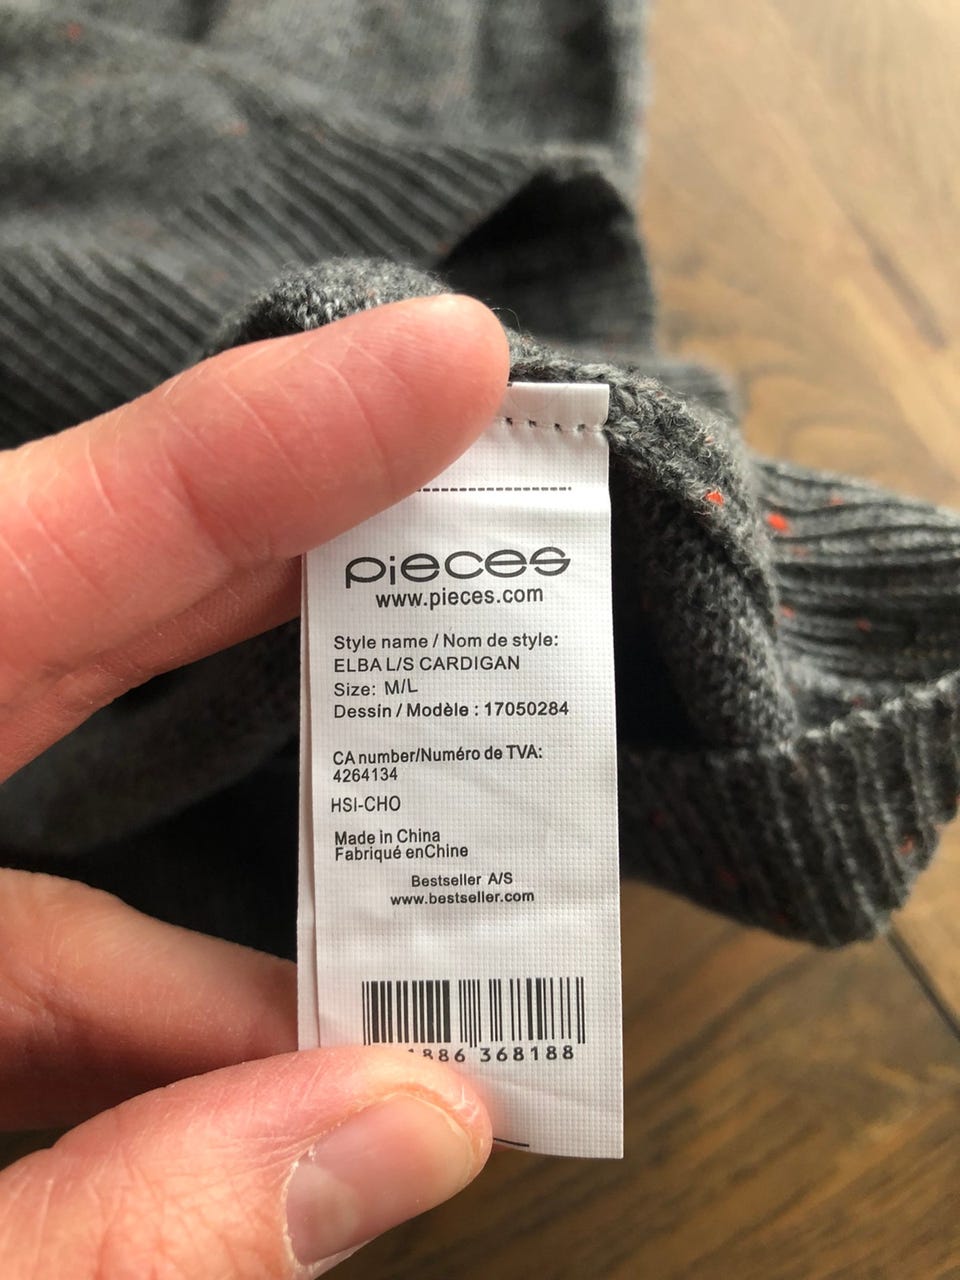 pieces
www.pieces.com
Style name / Nom de style:
ELBA L/S CARDIGAN
Size: M/L
Dessin / Modèle : 17050284
CA number/Numéro de TVA:
4264134
HSI-CHO
Made in China
Fabriqué enChine
Bestseller A/S
www.bestseller.com
1886 368188